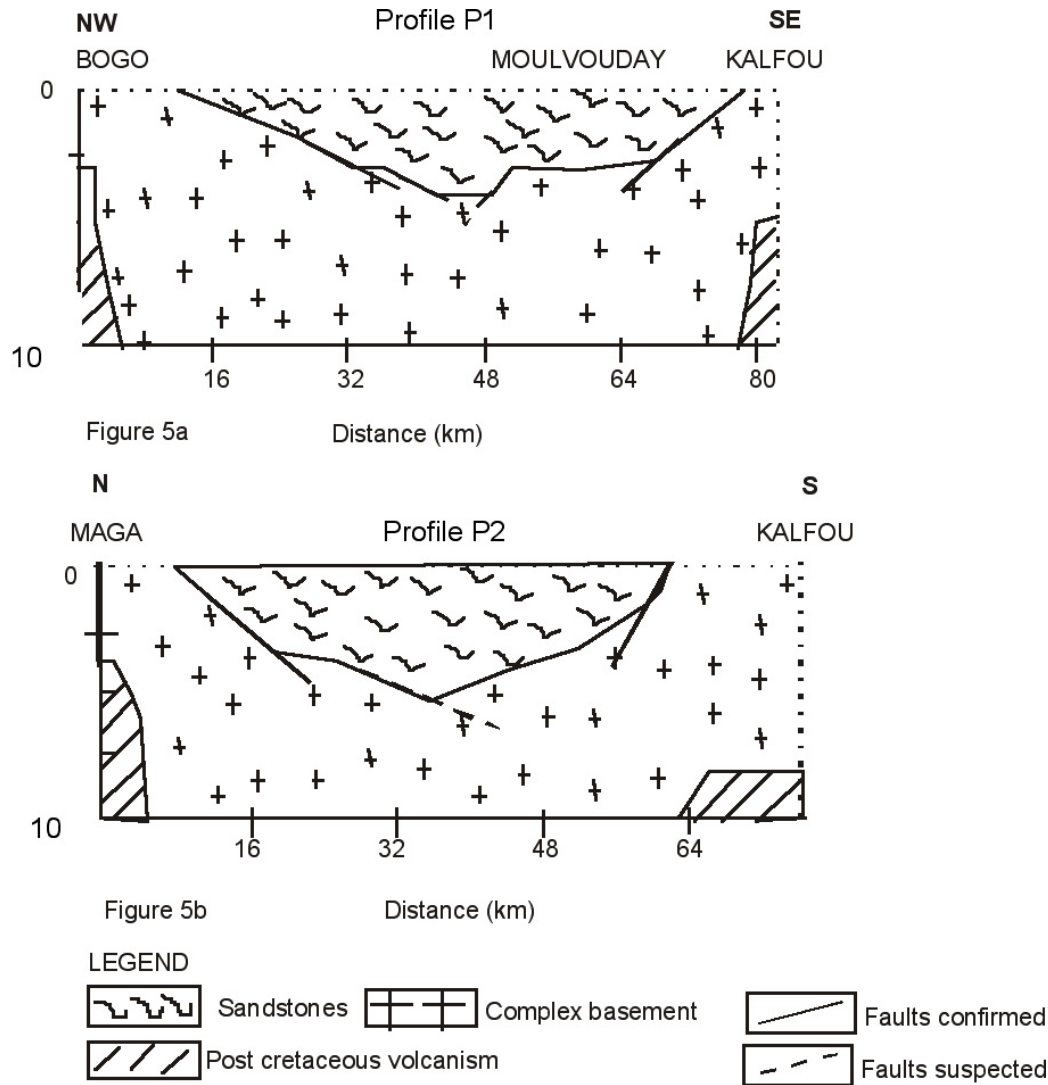 NW Profile P1 SE
BOGO MOULVOUDAY KALFOU
0
10
16 32 48 64 80
Figure 5a Distance (km)
N S
MAGA Profile P2 KALFOU
0
10
16 32 48 64
Figure 5b Distance (km)
LEGEND
Sandstones Complex basement Faults confirmed
Post cretaceous volcanism Faults suspected